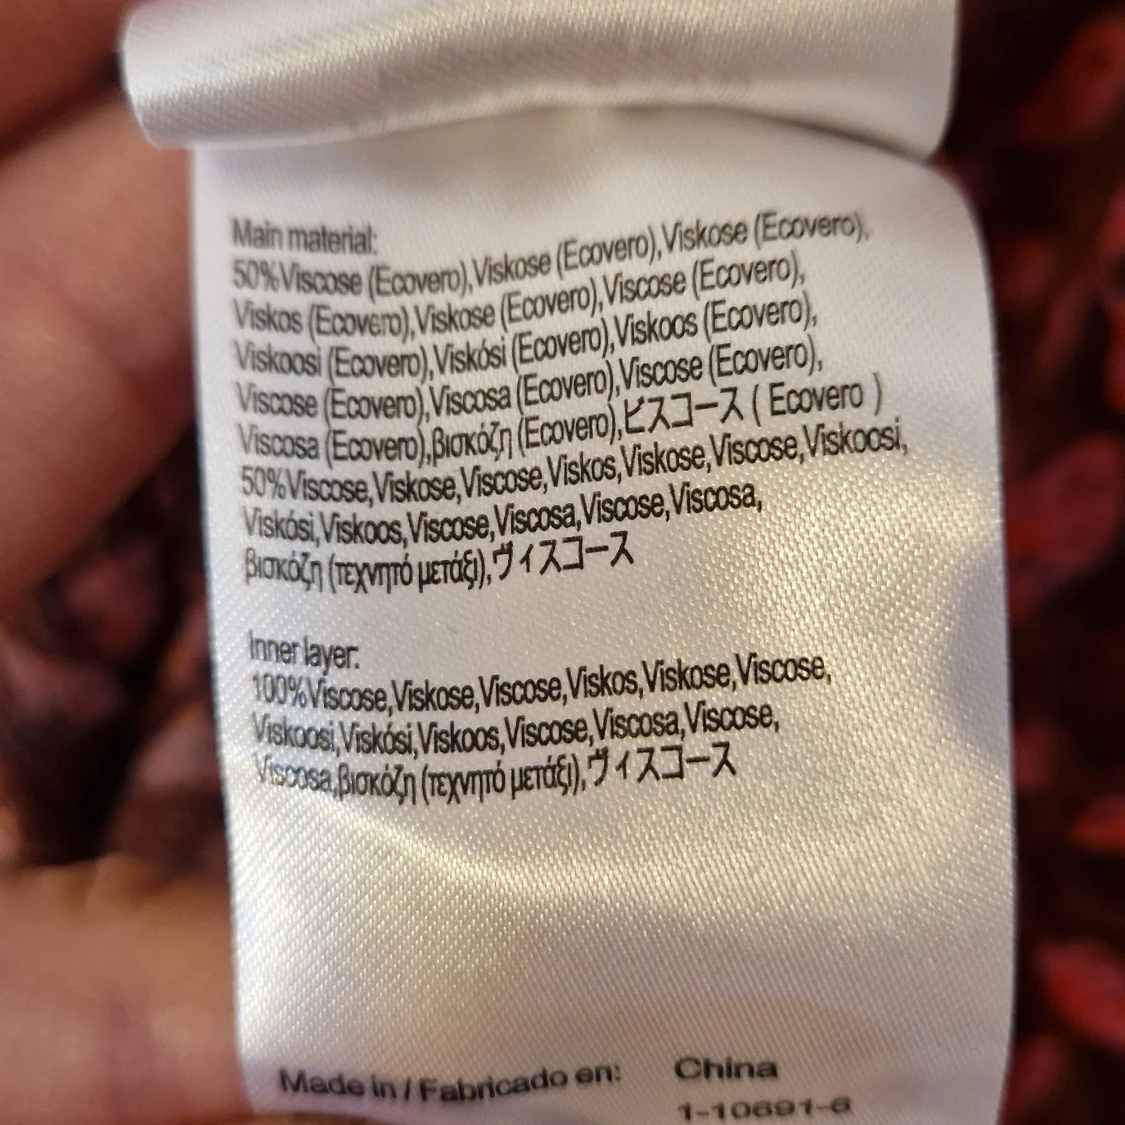 Main material:
50%Viscose (Ecovero),Viskose (Ecovero),Viskose (Ecovero),
Viskos (Ecovero),Viskose (Ecovero),Viscose (Ecovero),
Viskoosi (Ecovero),Viskósi (Ecovero),Viskoos (Ecovero),
Viscose (Ecovero),Viscosa (Ecovero),Viscose (Ecovero),
Viscosa (Ecovero),βισκόζη (Ecovero),ビスコース ( Ecovero )
50%Viscose,Viskose,Viscose,Viskos,Viskose,Viscose,Viskoosi,
Viskósi,Viskoos,Viscose,Viscosa,Viscose,Viscosa,
βισκόζη (τεχνητό μετάξι),ヴィスコース
Inner layer:
100%Viscose,Viskose,Viscose,Viskos,Viskose,Viscose,
Viskoosi,Viskósi,Viskoos,Viscose,Viscosa,Viscose,
Viscosa,βισκόζη (τεχνητό μετάξι),ヴィスコース
Made in / Fabricado en: China
1-10691-6